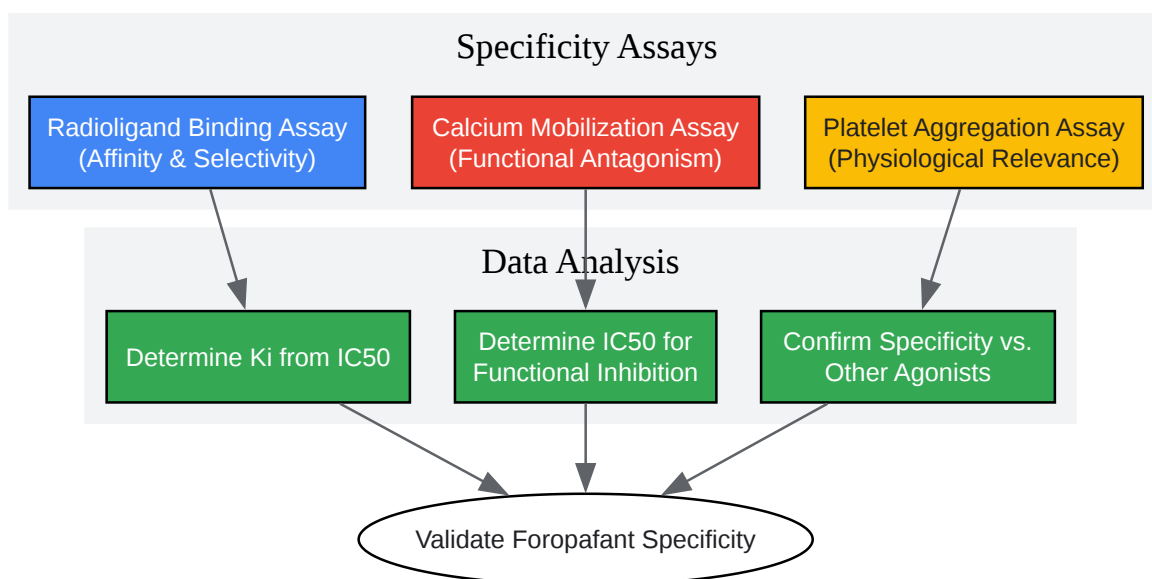 Specificity Assays
Radioligand Binding Assay
(Affinity & Selectivity)
Calcium Mobilization Assay
(Functional Antagonism)
Platelet Aggregation Assay
(Physiological Relevance)
Data Analysis
Determine Ki from IC50
Determine IC50 for
Functional Inhibition
Confirm Specificity vs.
Other Agonists
Validate Foropafant Specificity